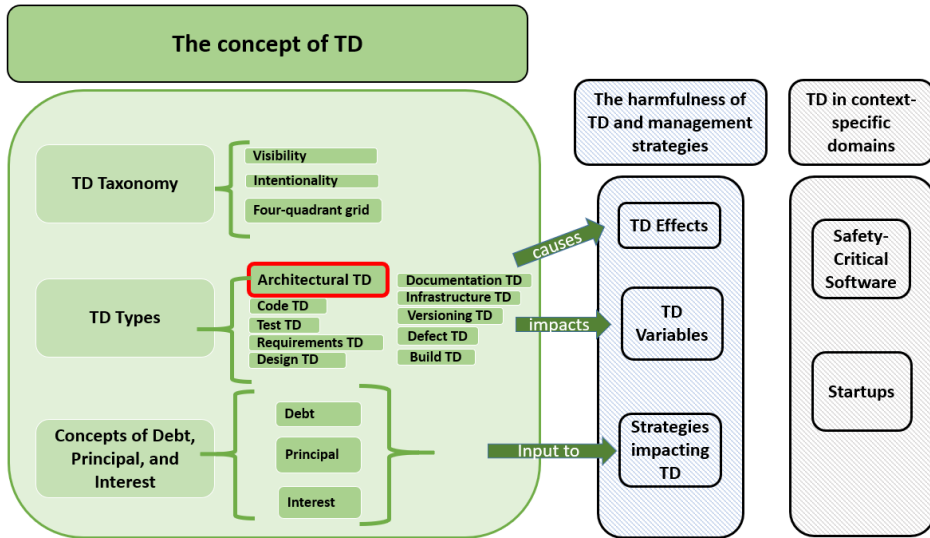 The concept of TD
TD Taxonomy
Visibility
Intentionality
Four-quadrant grid
TD Types
Architectural TD
Code TD
Test TD
Requirements TD
Design TD
Documentation TD
Infrastructure TD
Versioning TD
Defect TD
Build TD
Concepts of Debt,
Principal, and
Interest
Debt
Principal
Interest
causes
impacts
Input to
The harmfulness of
TD and management
strategies
TD Effects
TD
Variables
Strategies
impacting
TD
TD in context-
specific
domains
Safety-
Critical
Software
Startups